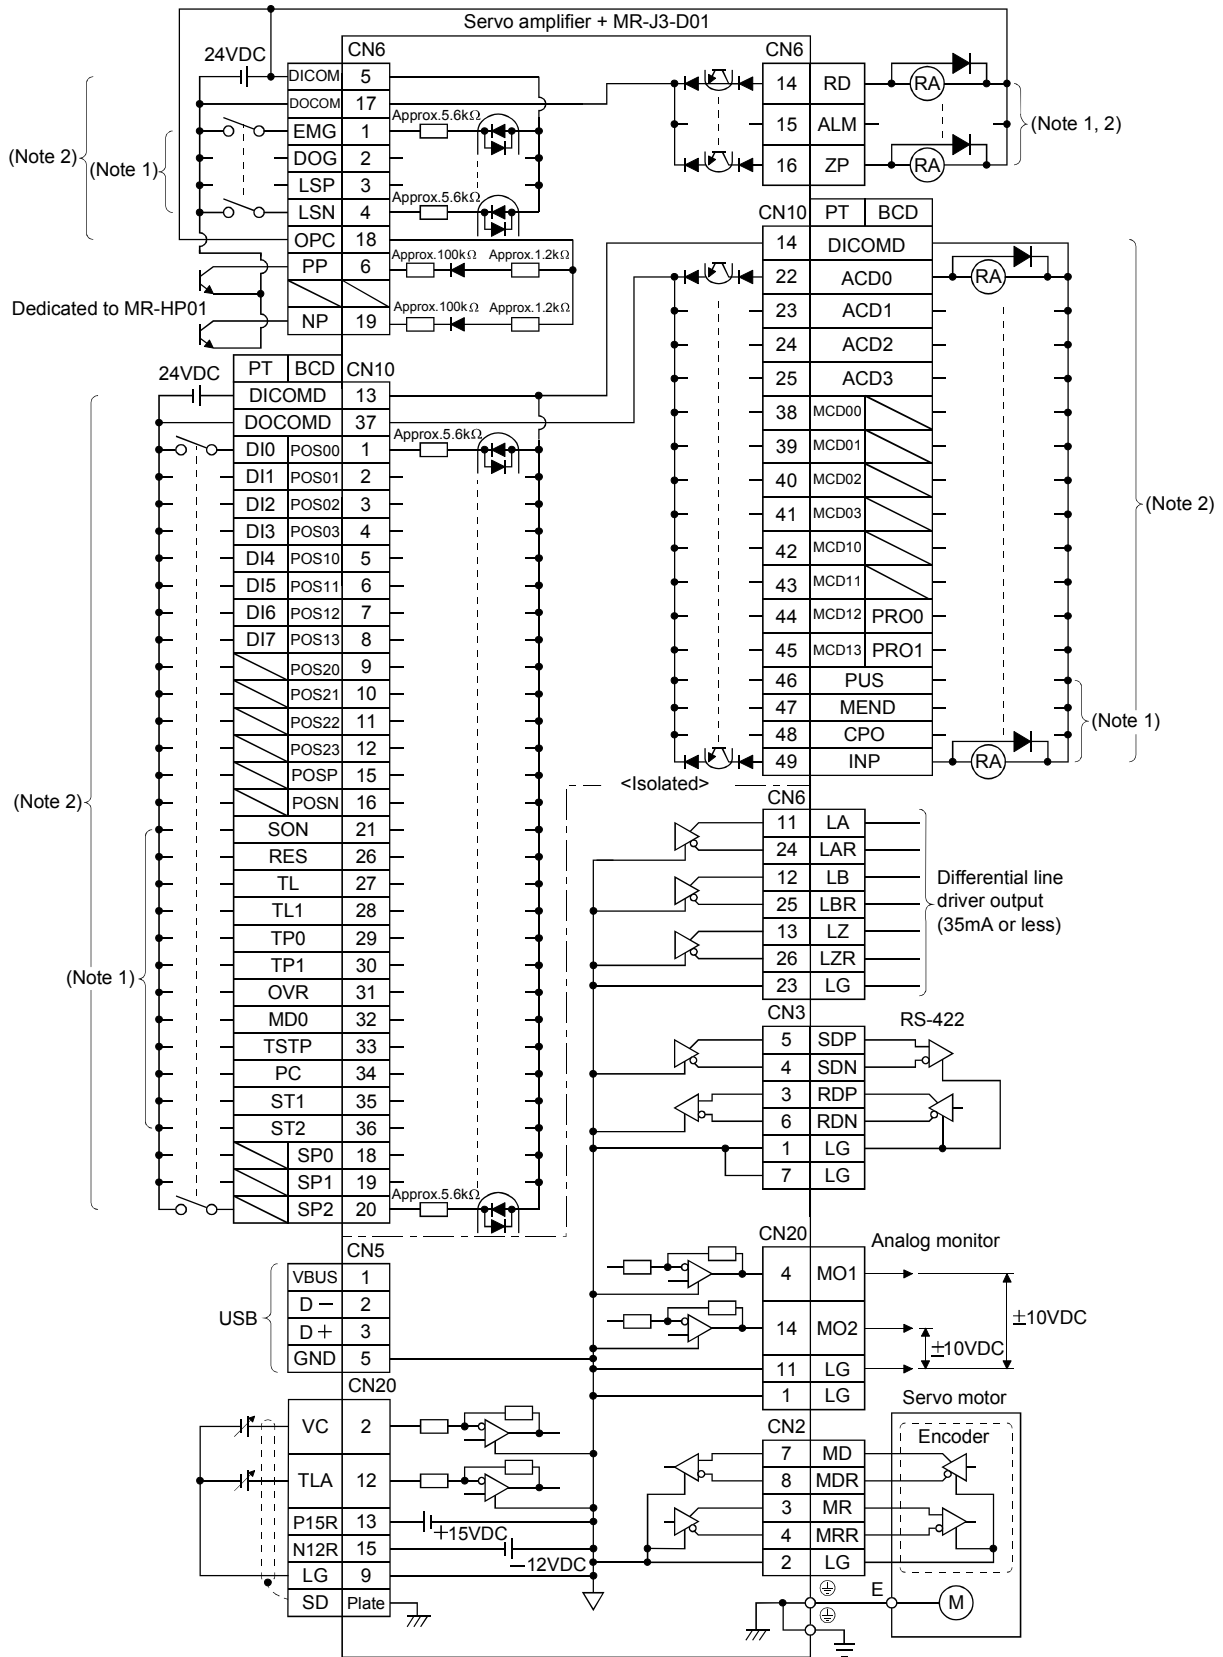 Servo amplifier + MR-J3-D01
24VDC
CN6
DICOM 5
DOCOM 17
EMG 1
DOG 2
LSP 3
LSN 4
OPC 18
PP 6
NP 19
Approx.5.6kΩ
Approx.5.6kΩ
Approx.100kΩ Approx.1.2kΩ
Approx.100kΩ Approx.1.2kΩ
(Note 2)
(Note 1)
Dedicated to MR-HP01
CN6
14 RD
15 ALM
16 ZP
RA
RA
(Note 1, 2)
24VDC
PT BCD CN10
DICOMD 13
DOCOMD 37
DI0 POS00 1
DI1 POS01 2
DI2 POS02 3
DI3 POS03 4
DI4 POS10 5
DI5 POS11 6
DI6 POS12 7
DI7 POS13 8
POS20 9
POS21 10
POS22 11
POS23 12
POSP 15
POSN 16
SON 21
RES 26
TL 27
TL1 28
TP0 29
TP1 30
OVR 31
MD0 32
TSTP 33
PC 34
ST1 35
ST2 36
SP0 18
SP1 19
SP2 20
Approx.5.6kΩ
Approx.5.6kΩ
(Note 2)
(Note 1)
CN10 PT BCD
14 DICOMD
22 ACD0
23 ACD1
24 ACD2
25 ACD3
38 MCD00
39 MCD01
40 MCD02
41 MCD03
42 MCD10
43 MCD11
44 MCD12 PRO0
45 MCD13 PRO1
46 PUS
47 MEND
48 CPO
49 INP
RA
RA
(Note 2)
(Note 1)
<Isolated>
CN6
11 LA
24 LAR
12 LB
25 LBR
13 LZ
26 LZR
23 LG
Differential line
driver output
(35mA or less)
CN3
RS-422
5 SDP
4 SDN
3 RDP
6 RDN
1 LG
7 LG
CN5
VBUS 1
D− 2
D+ 3
GND 5
USB
CN20
Analog monitor
4 MO1
14 MO2
11 LG
1 LG
±10VDC
±10VDC
CN20
VC 2
TLA 12
P15R 13
N12R 15
LG 9
SD Plate
+15VDC
−12VDC
Servo motor
Encoder
CN2
7 MD
8 MDR
3 MR
4 MRR
2 LG
E
M